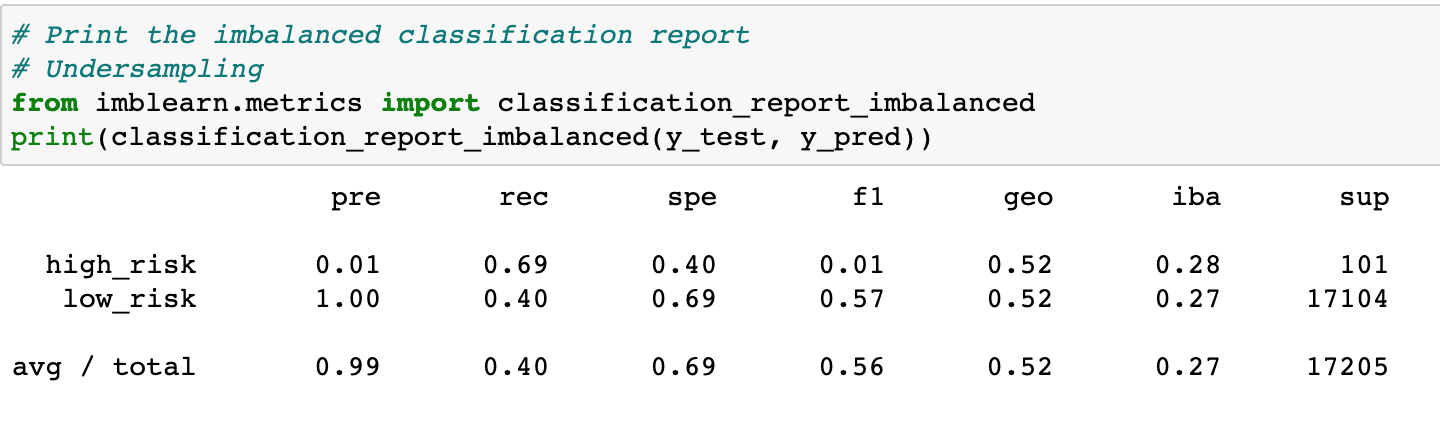 # Print the imbalanced classification report
# Undersampling
from imblearn.metrics import classification_report_imbalanced
print(classification_report_imbalanced(y_test, y_pred))
pre rec spe f1 geo iba sup
high_risk 0.01 0.69 0.40 0.01 0.52 0.28 101
low_risk 1.00 0.40 0.69 0.57 0.52 0.27 17104
avg / total 0.99 0.40 0.69 0.56 0.52 0.27 17205